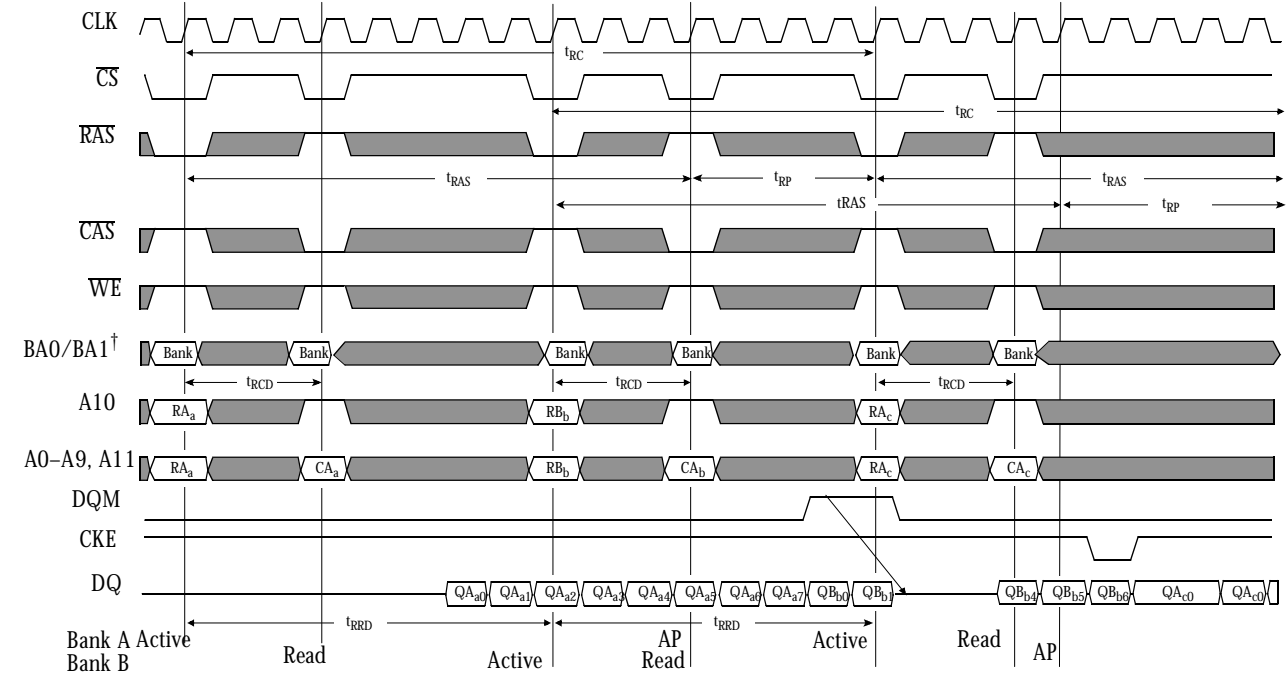 CLK
tRC
CS
tRC
RAS
tRAS tRP tRAS
tRAS tRP
CAS
WE
BA0/BA1† Bank Bank Bank Bank Bank Bank
tRCD tRCD tRCD
A10 RAa RBb RAc
A0–A9, A11 RAa CAa RBb CAb RAc CAc
DQM
CKE
DQ QAa0 QAa1 QAa2 QAa3 QAa4 QAa5 QAa6 QAa7 QBb0 QBb1 QBb4 QBb5 QBb6 QAc0 QAc0
tRRD tRRD
Bank A Active AP Active Read
Bank B Read Active Read AP